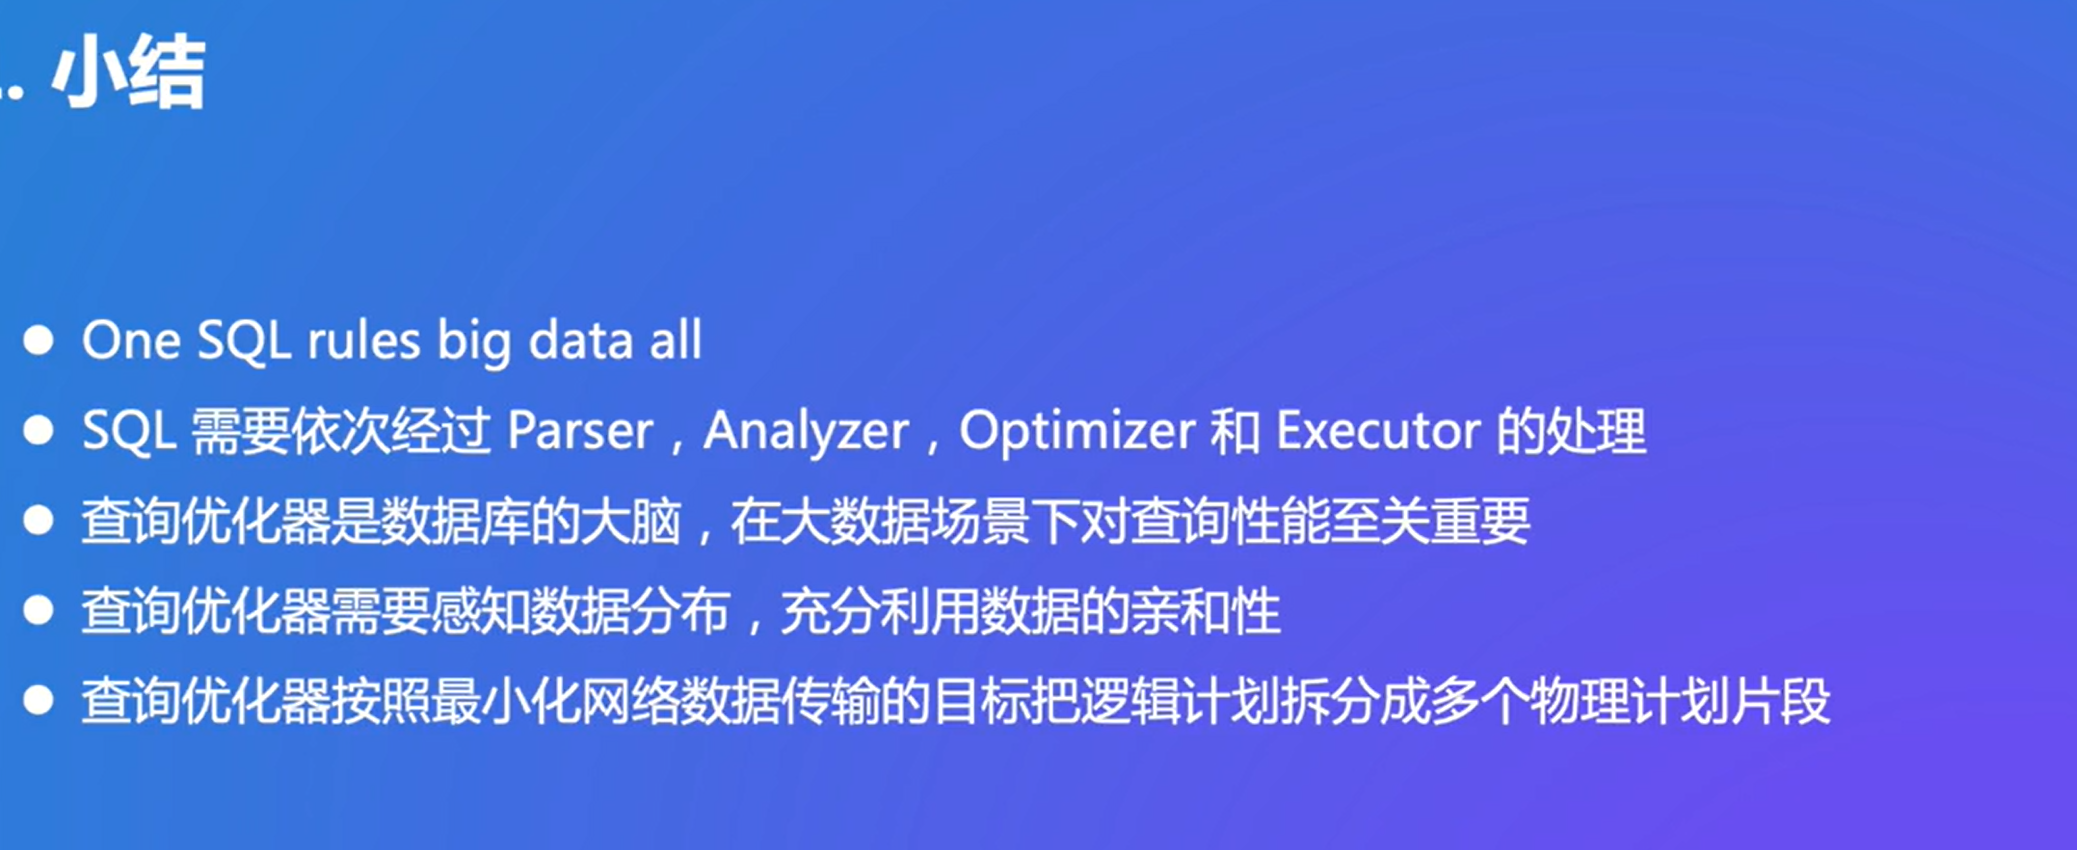 . 小结
One SQL rules big data all
SQL 需要依次经过 Parser，Analyzer，Optimizer 和 Executor 的处理
查询优化器是数据库的大脑，在大数据场景下对查询性能至关重要
查询优化器需要感知数据分布，充分利用数据的亲和性
查询优化器按照最小化网络数据传输的目标把逻辑计划拆分成多个物理计划片段